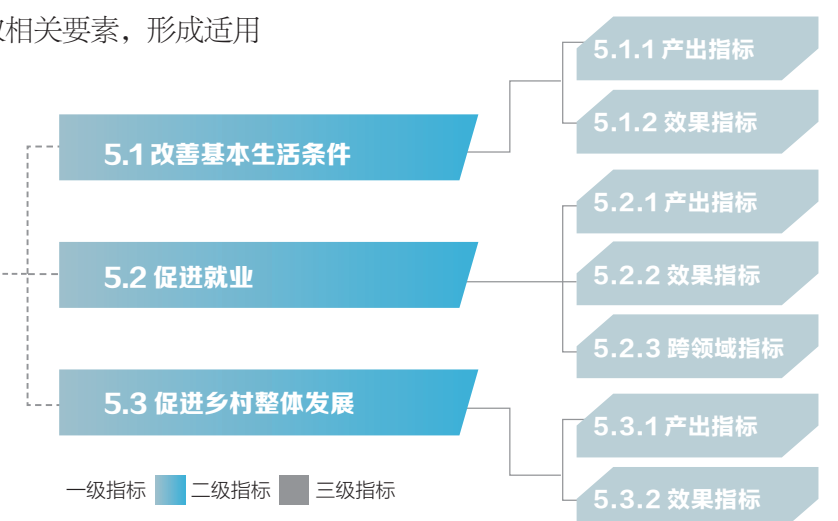 相关要素，形成适用
5.1.1 产出指标
5.1 改善基本生活条件
5.1.2 效果指标
5.2.1 产出指标
5.2 促进就业
5.2.2 效果指标
5.2.3 跨领域指标
5.3 促进乡村整体发展
5.3.1 产出指标
一级指标 二级指标 三级指标
5.3.2 效果指标